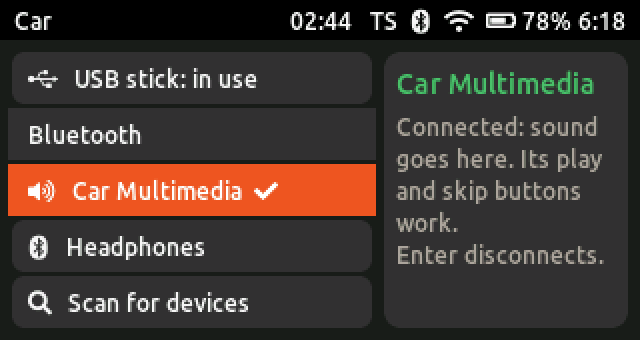 Car 02:44 TS 78% 6:18
USB stick: in use
Bluetooth
Car Multimedia
Headphones
Scan for devices
Car Multimedia
Connected: sound
goes here. Its play
and skip buttons
work.
Enter disconnects.